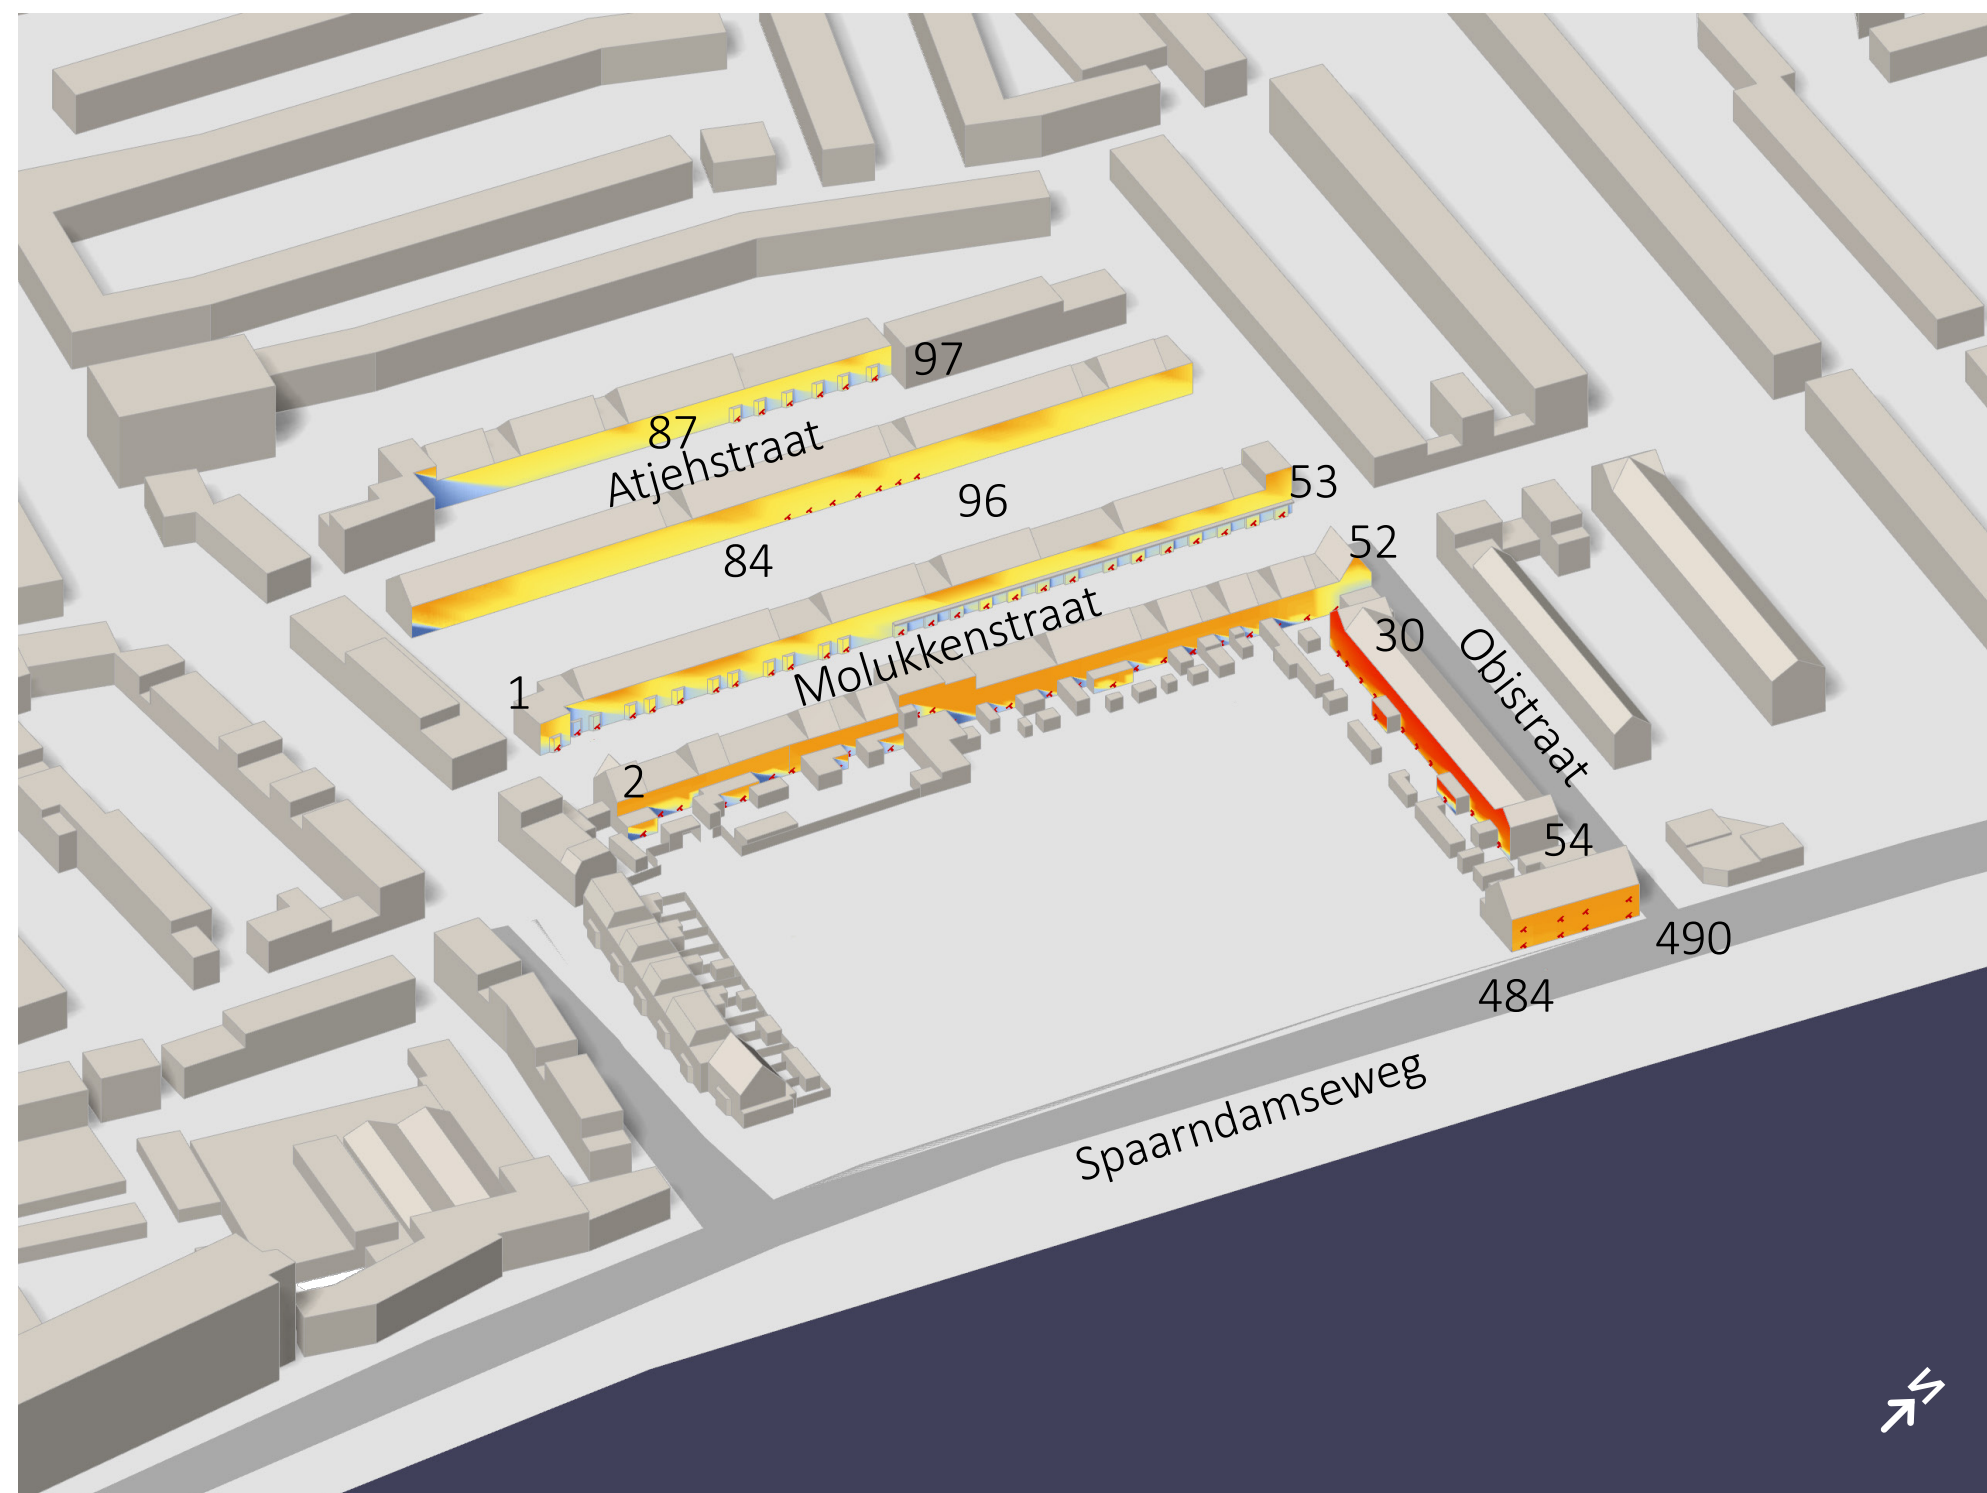 97
87
Atjehstraat
53
96
52
84
Molukkenstraat
30
1
Obistraat
2
54
490
484
Spaarndamseweg
N